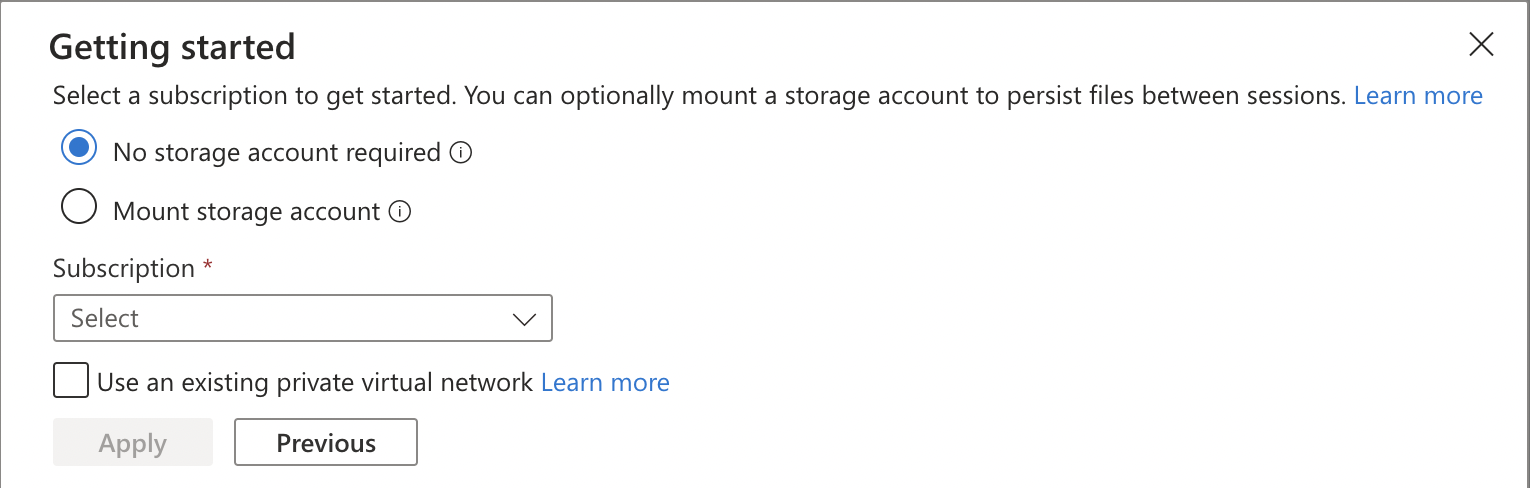 Getting started
Select a subscription to get started. You can optionally mount a storage account to persist files between sessions. Learn more
No storage account required
Mount storage account
Subscription *
Select
Use an existing private virtual network Learn more
Apply Previous